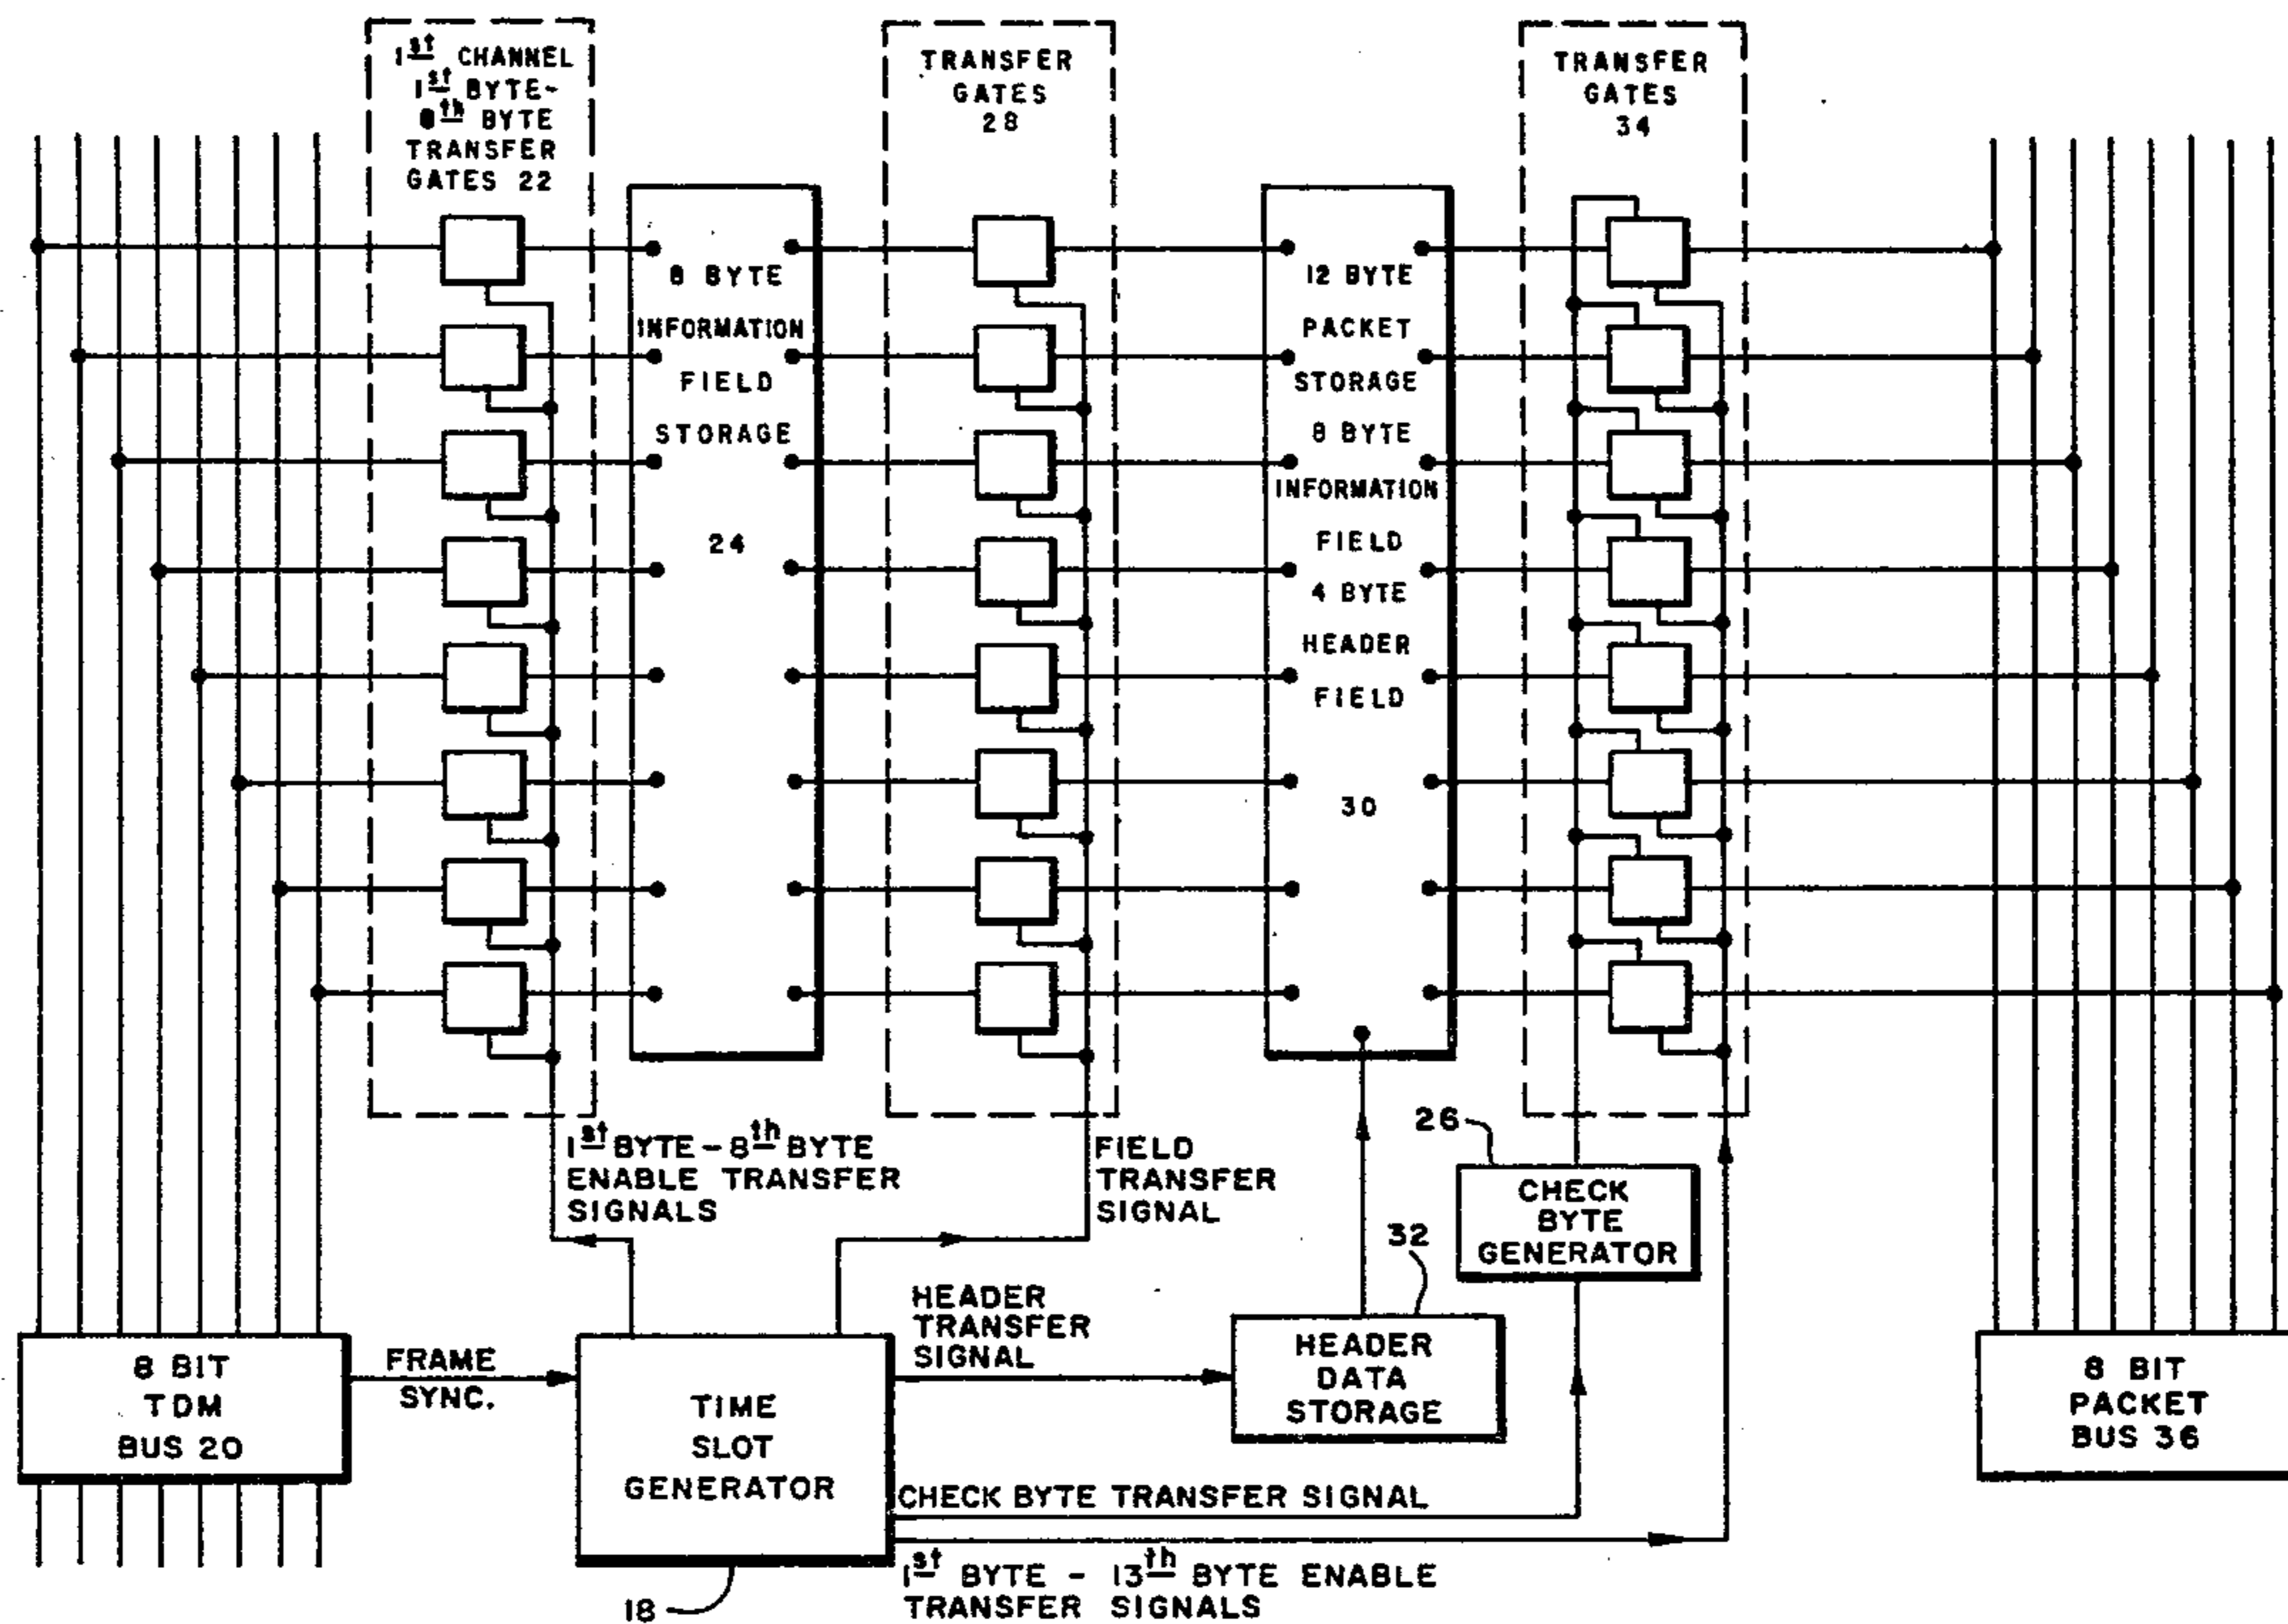 1st CHANNEL
1st BYTE-
8th BYTE
TRANSFER
GATES 22
TRANSFER
GATES
28
TRANSFER
GATES
34
8 BYTE
INFORMATION
FIELD
STORAGE
24
12 BYTE
PACKET
STORAGE
8 BYTE
INFORMATION
FIELD
4 BYTE
HEADER
FIELD
30
1st BYTE - 8th BYTE
ENABLE TRANSFER
SIGNALS
FIELD
TRANSFER
SIGNAL
26
CHECK
BYTE
GENERATOR
32
HEADER
TRANSFER
SIGNAL
HEADER
DATA
STORAGE
8 BIT
TDM
BUS 20
FRAME
SYNC.
TIME
SLOT
GENERATOR
18
CHECK BYTE TRANSFER SIGNAL
1st BYTE - 13th BYTE ENABLE
TRANSFER SIGNALS
8 BIT
PACKET
BUS 36